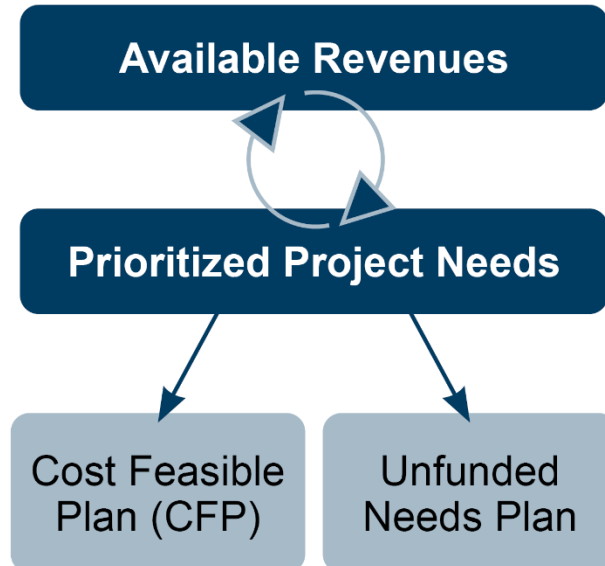 Available Revenues
Prioritized Project Needs
Cost Feasible
Plan (CFP)
Unfunded
Needs Plan